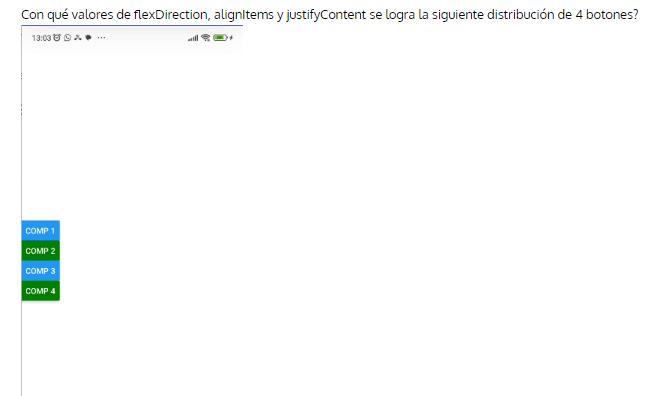 Con qué valores de flexDirection, alignItems y justifyContent se logra la siguiente distribución de 4 botones?
13:03 ...
COMP 1
COMP 2
COMP 3
COMP 4